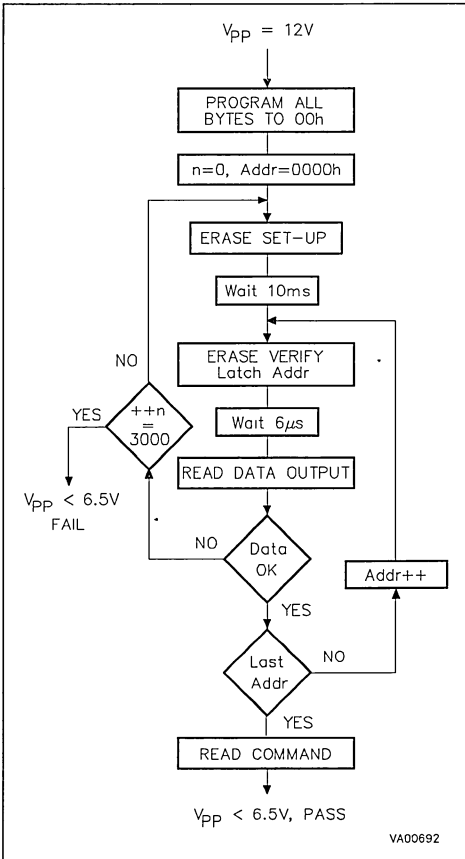 VPP = 12V
PROGRAM ALL
BYTES TO 00h
n=0, Addr=0000h
ERASE SET-UP
Wait 10ms
ERASE VERIFY
Latch Addr
NO
YES
++n
=
3000
Wait 6μs
READ DATA OUTPUT
VPP < 6.5V
FAIL
NO
Data
OK
YES
Addr++
Last
Addr
NO
YES
READ COMMAND
VPP < 6.5V, PASS
VA00692